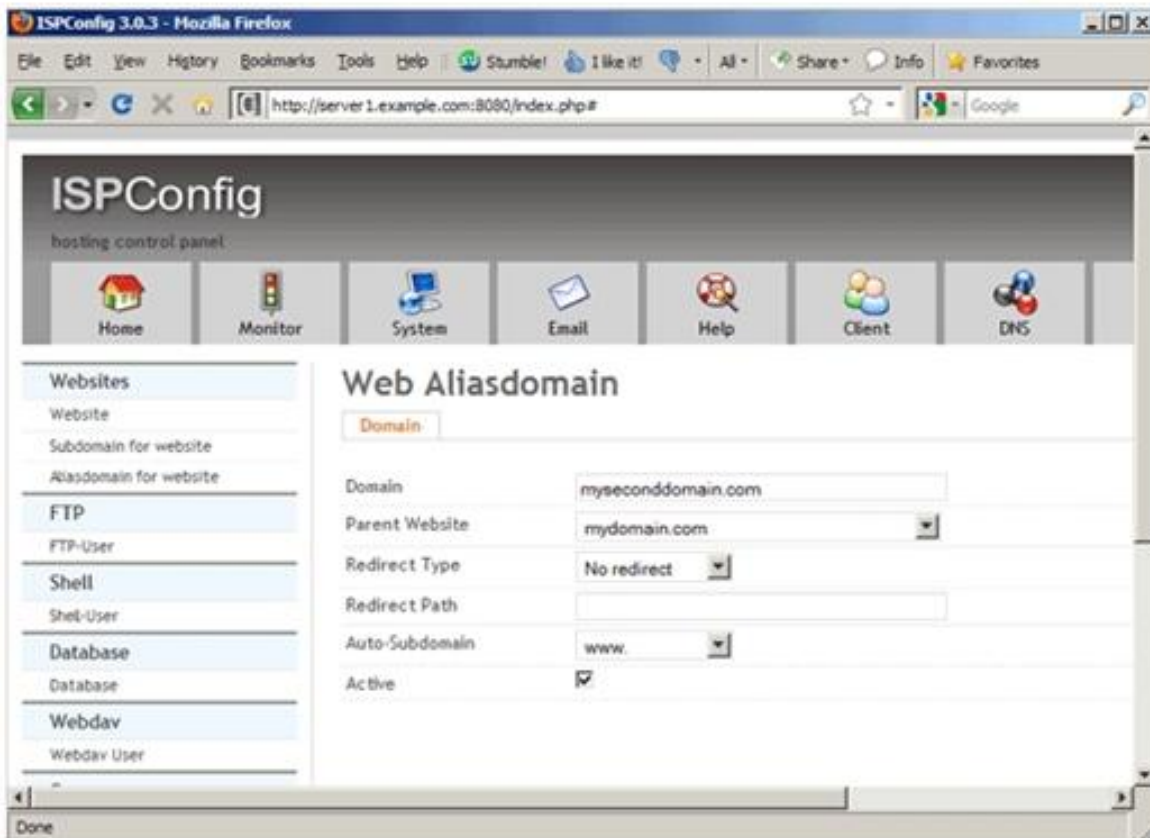 ISPConfig 3.0.3 - Mozilla Firefox
File Edit View History Bookmarks Tools Help Stumble! I like it! All Share Info Favorites
http://server1.example.com:8080/index.php# Google
ISPConfig
hosting control panel
Home Monitor System Email Help Client DNS
Websites
Website
Subdomain for website
Aliasdomain for website
FTP
FTP-User
Shell
Shell-User
Database
Database
Webdav
Webdav User
Web Aliasdomain
Domain
Domain myseconddomain.com
Parent Website mydomain.com
Redirect Type No redirect
Redirect Path
Auto-Subdomain www.
Active
Done